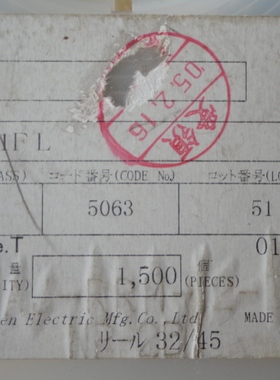 '05.2.16
MFL
ASS) コード番号(CODE No) ロット番号(LO
5063 51
e.T 01
量 1,500 個
ITY) (PIECES)
en Electric Mfg.Co.,Ltd. MADE
リール 32/45